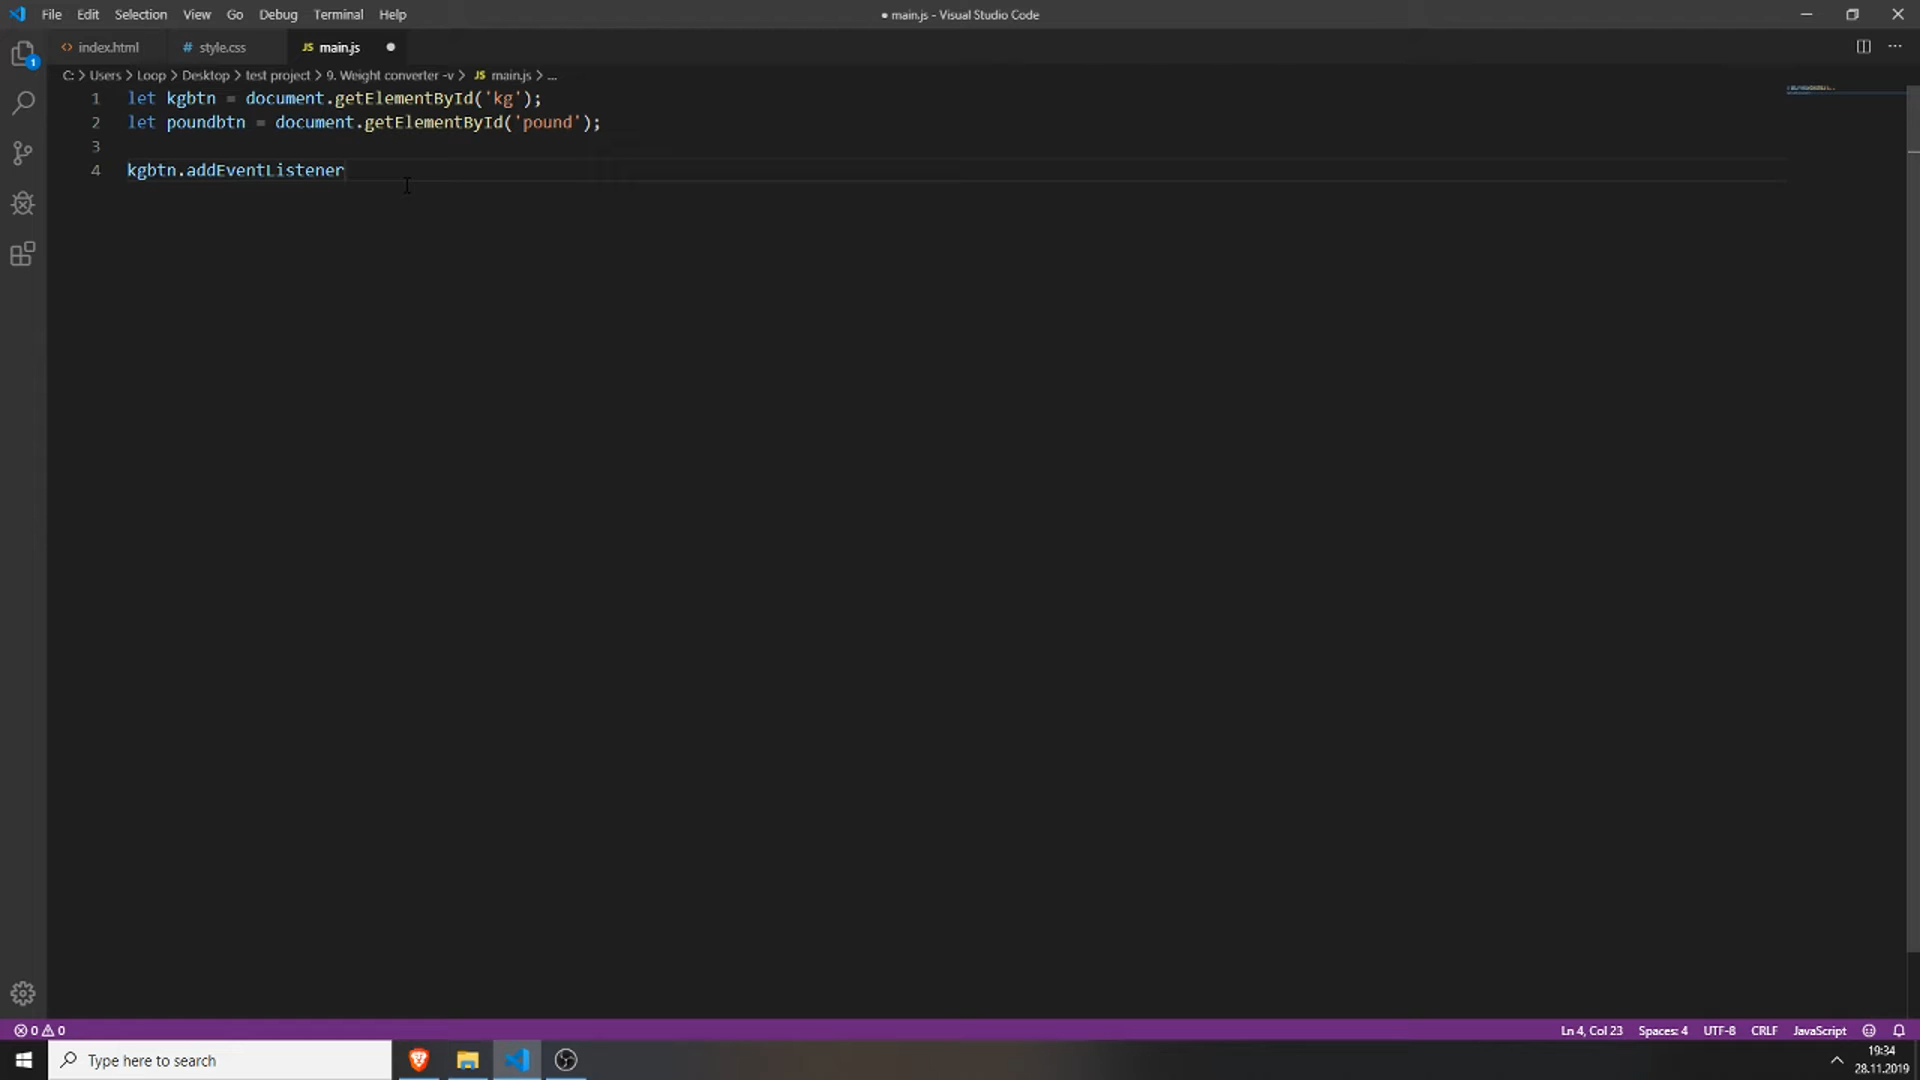 File Edit Selection View Go Debug Terminal Help
● main.js - Visual Studio Code
<> index.html # style.css JS main.js ●
C: > Users > Loop > Desktop > test project > 9. Weight converter -v > JS main.js > ...
1 let kgbtn = document.getElementById('kg');
2 let poundbtn = document.getElementById('pound');
3
4 kgbtn.addEventListener
1
0 0
Ln 4, Col 23 Spaces: 4 UTF-8 CRLF JavaScript
Type here to search
19:34
28.11.2019